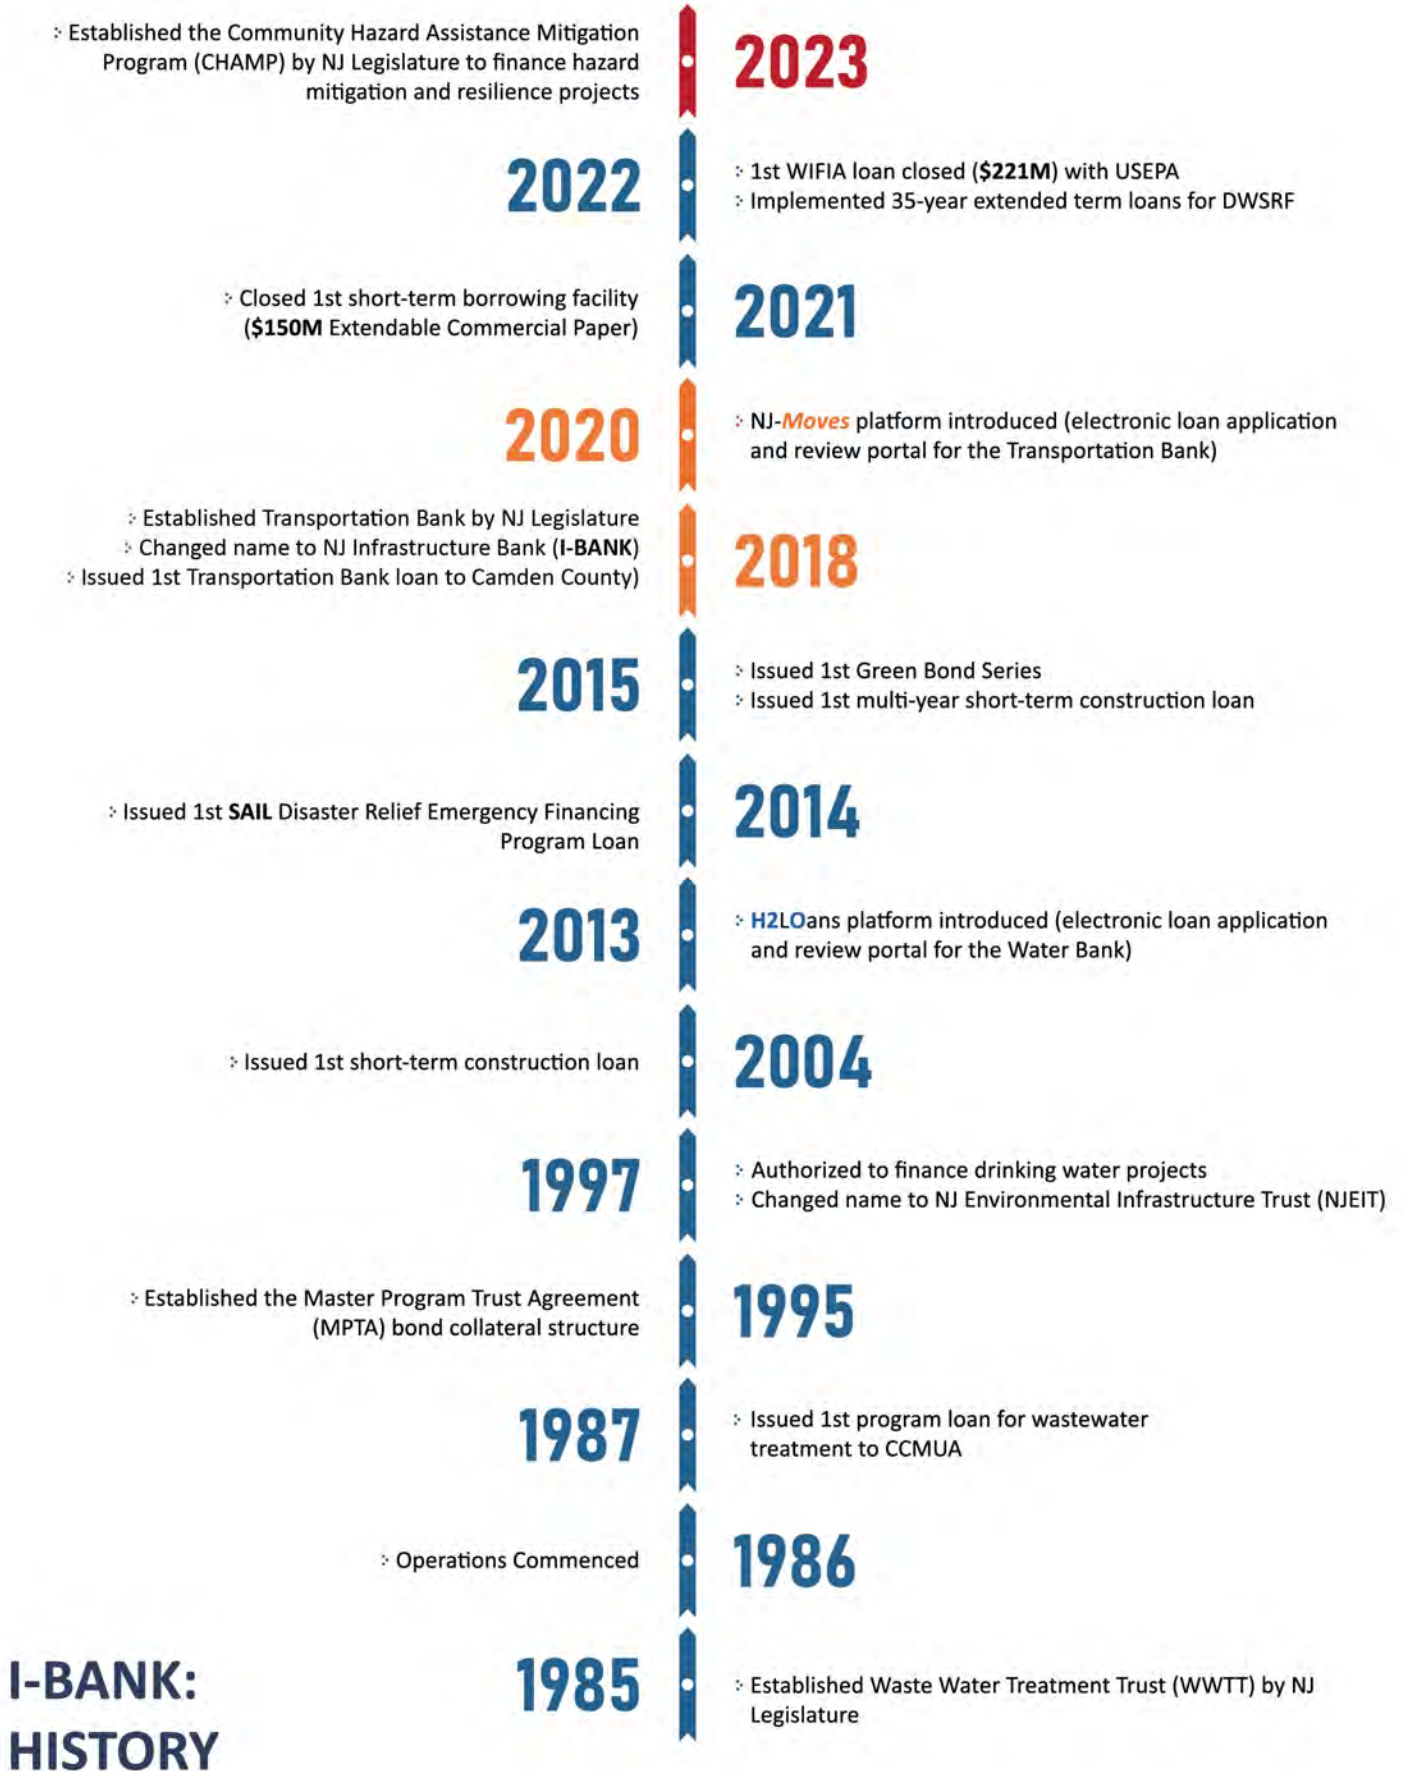 : Established the Community Hazard Assistance Mitigation
Program (CHAMP) by NJ Legislature to finance hazard
mitigation and resilience projects
2023
2022
: 1st WIFIA loan closed ($221M) with USEPA
: Implemented 35-year extended term loans for DWSRF
: Closed 1st short-term borrowing facility
($150M Extendable Commercial Paper)
2021
2020
: NJ-Moves platform introduced (electronic loan application
and review portal for the Transportation Bank)
: Established Transportation Bank by NJ Legislature
: Changed name to NJ Infrastructure Bank (I-BANK)
: Issued 1st Transportation Bank loan to Camden County)
2018
2015
: Issued 1st Green Bond Series
: Issued 1st multi-year short-term construction loan
: Issued 1st SAIL Disaster Relief Emergency Financing
Program Loan
2014
2013
: H2LOans platform introduced (electronic loan application
and review portal for the Water Bank)
: Issued 1st short-term construction loan
2004
1997
: Authorized to finance drinking water projects
: Changed name to NJ Environmental Infrastructure Trust (NJEIT)
: Established the Master Program Trust Agreement
(MPTA) bond collateral structure
1995
1987
: Issued 1st program loan for wastewater
treatment to CCMUA
: Operations Commenced
1986
1985
: Established Waste Water Treatment Trust (WWTT) by NJ
Legislature
I-BANK:
HISTORY